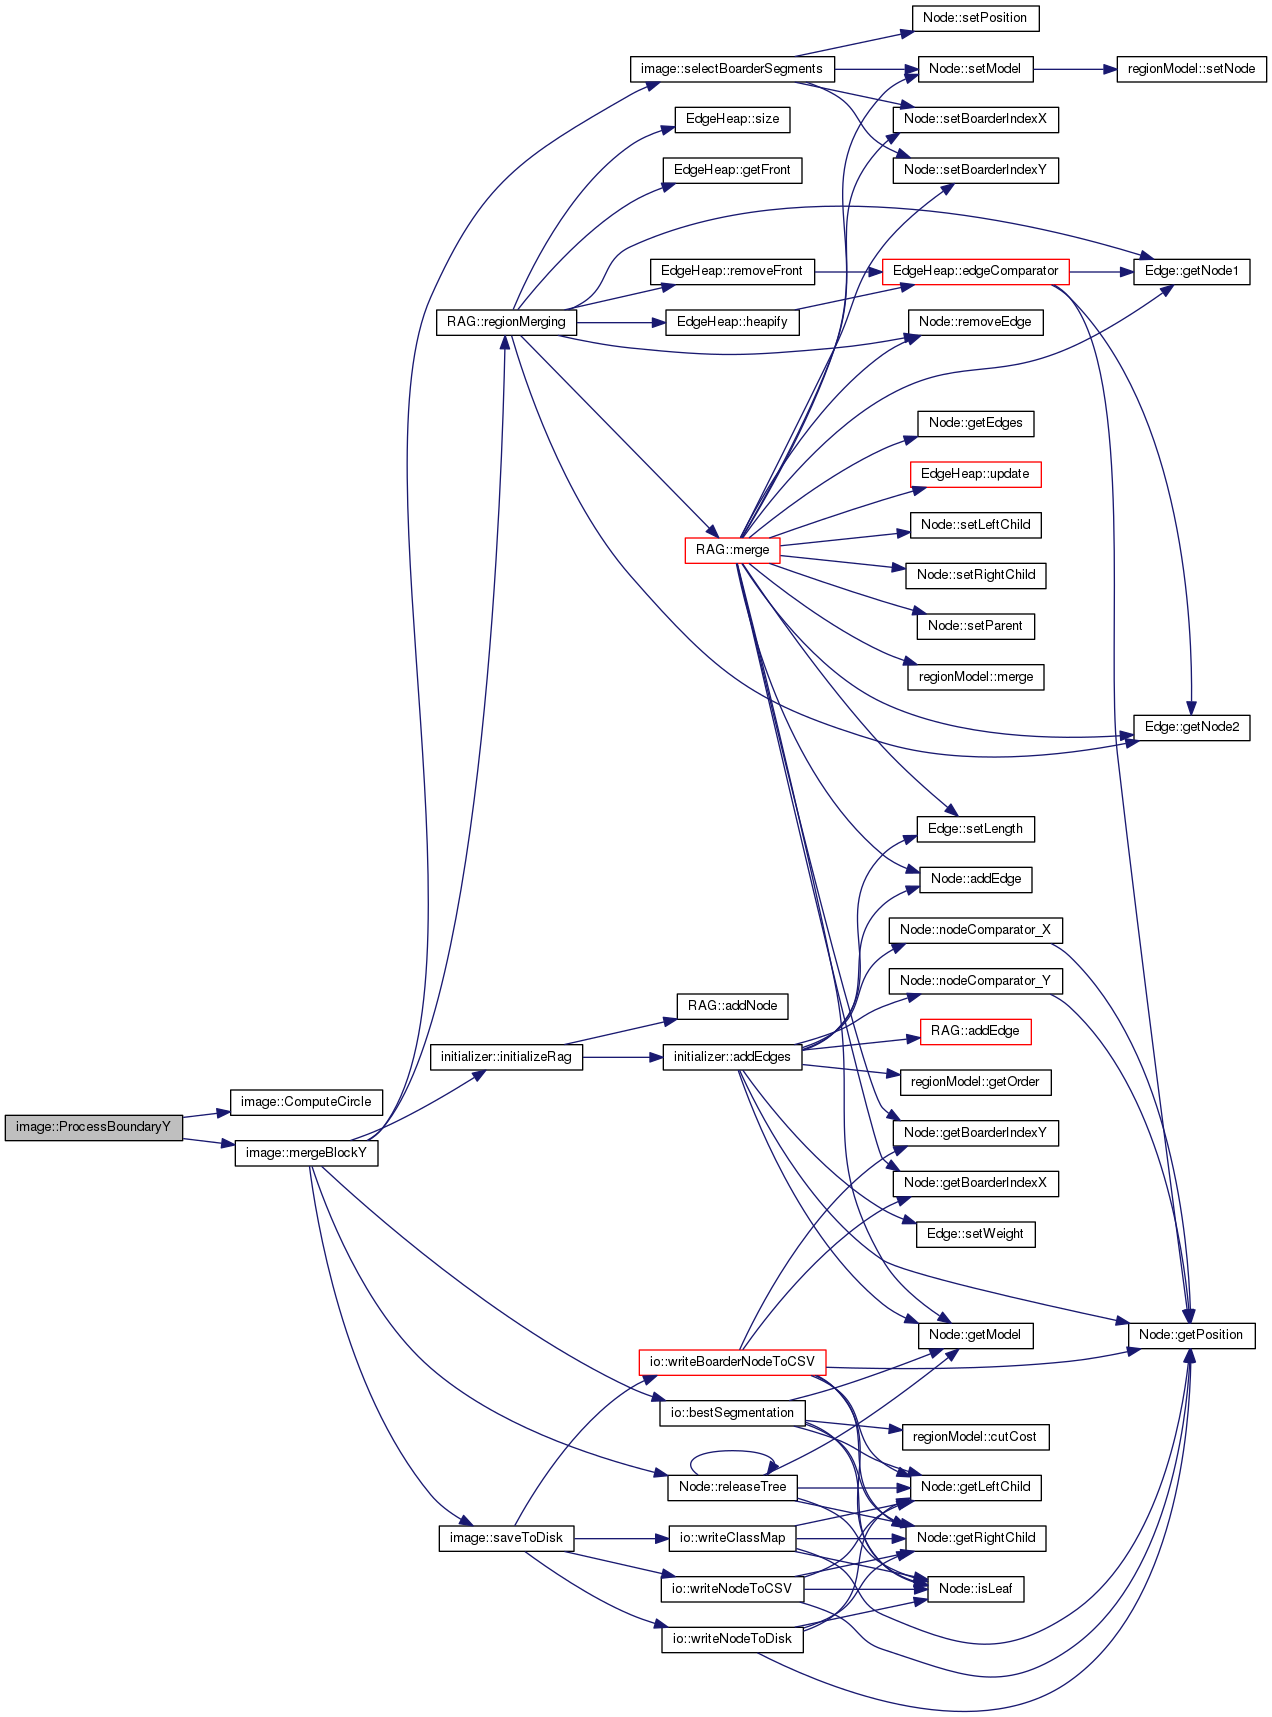 Node::setPosition
image::selectBoarderSegments
Node::setModel
regionModel::setNode
EdgeHeap::size
Node::setBoarderIndexX
EdgeHeap::getFront
Node::setBoarderIndexY
EdgeHeap::removeFront
EdgeHeap::edgeComparator
Edge::getNode1
RAG::regionMerging
EdgeHeap::heapify
Node::removeEdge
Node::getEdges
EdgeHeap::update
Node::setLeftChild
RAG::merge
Node::setRightChild
Node::setParent
regionModel::merge
Edge::getNode2
Edge::setLength
Node::addEdge
Node::nodeComparator_X
Node::nodeComparator_Y
RAG::addNode
RAG::addEdge
initializer::initializeRag
initializer::addEdges
regionModel::getOrder
image::ComputeCircle
image::ProcessBoundaryY
Node::getBoarderIndexY
image::mergeBlockY
Node::getBoarderIndexX
Edge::setWeight
Node::getModel
Node::getPosition
io::writeBoarderNodeToCSV
io::bestSegmentation
regionModel::cutCost
Node::releaseTree
Node::getLeftChild
image::saveToDisk
io::writeClassMap
Node::getRightChild
io::writeNodeToCSV
Node::isLeaf
io::writeNodeToDisk